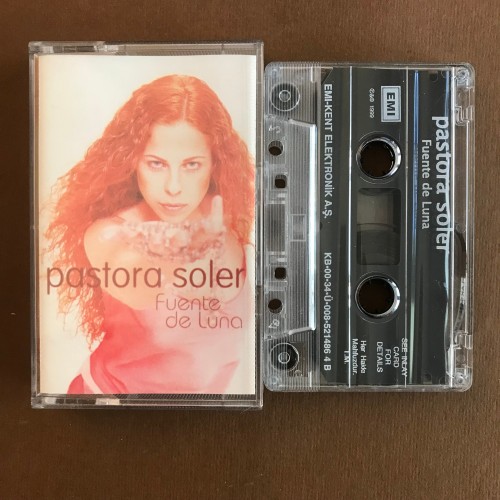 pastora soler
Fuente
de Luna
EMI
℗&© 1999
pastora soler
Fuente de Luna
EMI-KENT ELEKTRONİK A.Ş.
KB-00-34-Ü-008-521486 4 B
SEE INLAY
CARD
FOR
DETAILS
Her Hakkı
Mahfuzdur.
T.M.